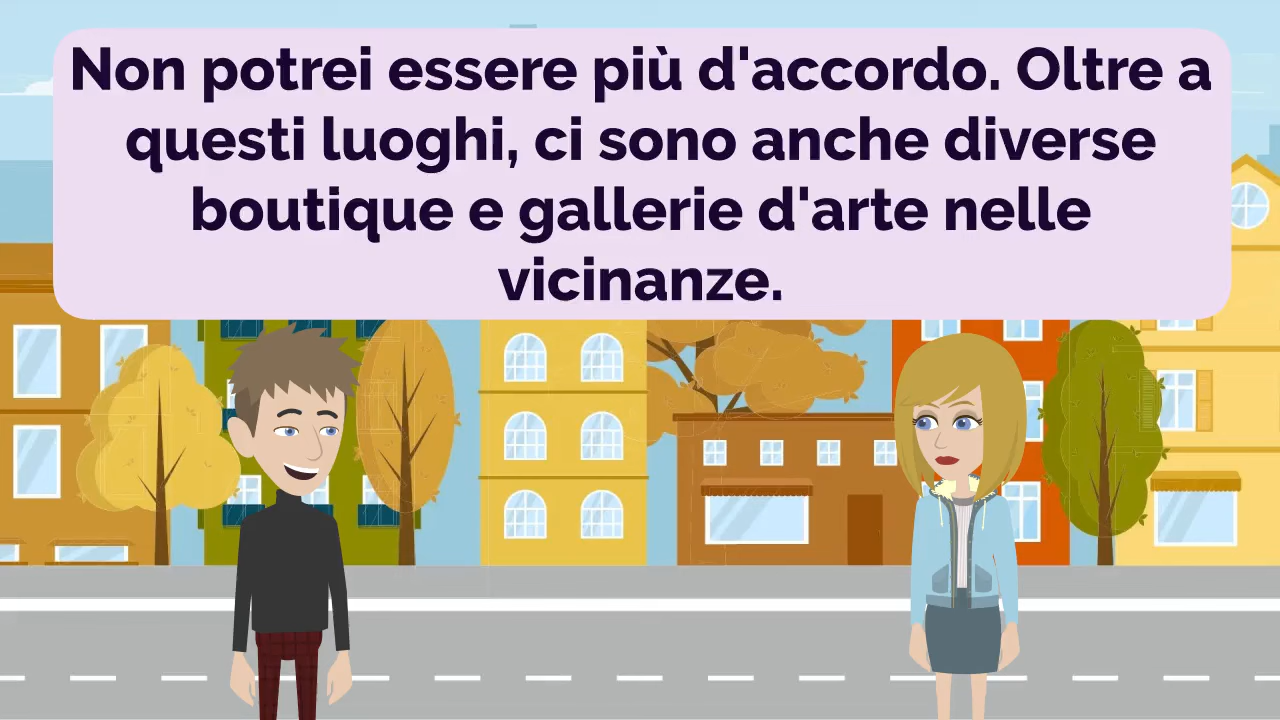 Non potrei essere più d'accordo. Oltre a
questi luoghi, ci sono anche diverse
boutique e gallerie d'arte nelle
vicinanze.